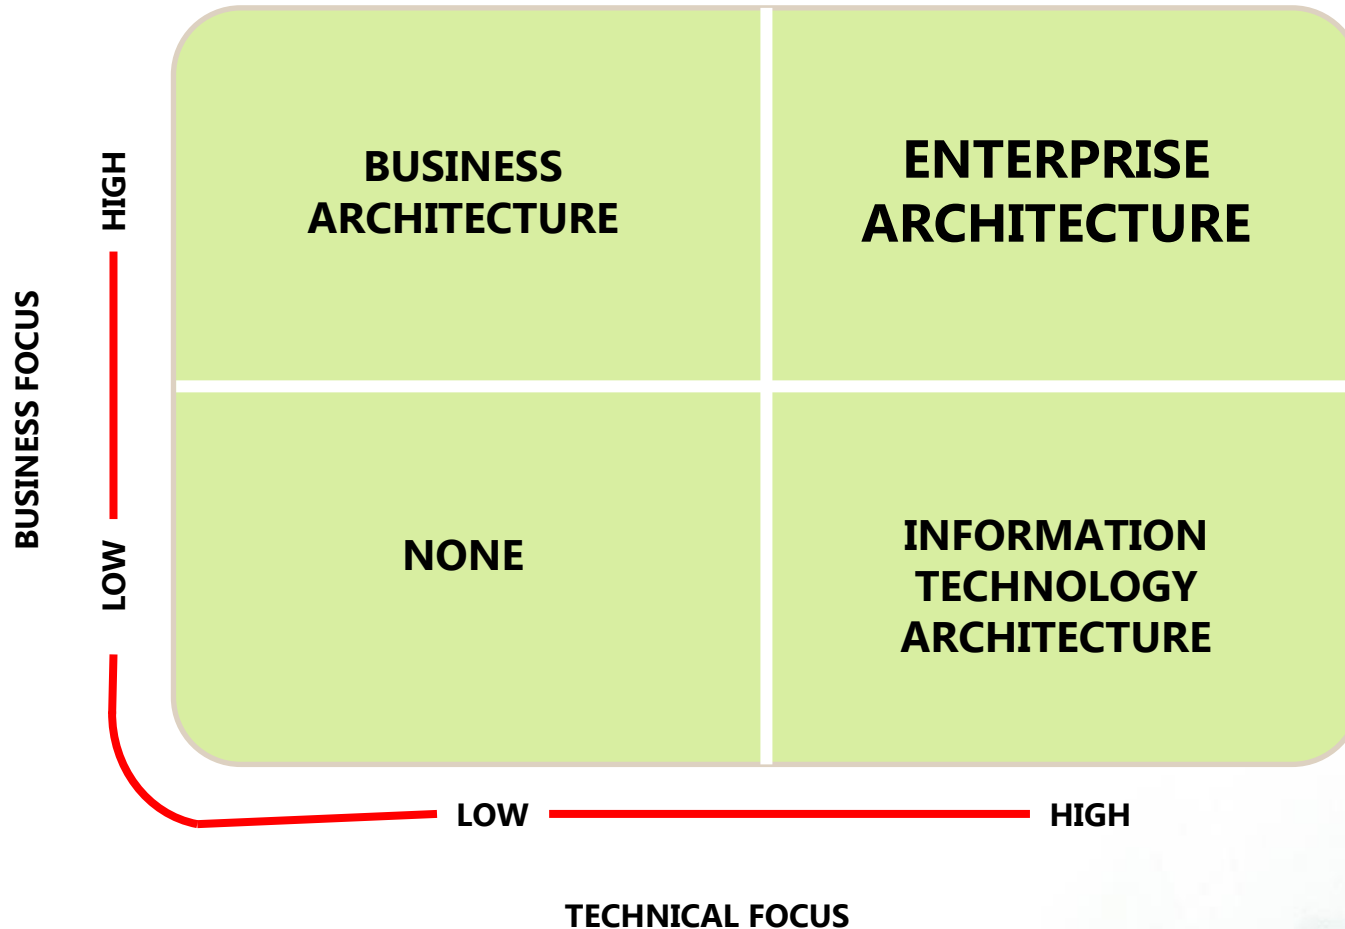 BUSINESS
ARCHITECTURE
ENTERPRISE
ARCHITECTURE
HIGH
BUSINESS FOCUS
LOW
NONE
INFORMATION
TECHNOLOGY
ARCHITECTURE
LOW
HIGH
TECHNICAL FOCUS